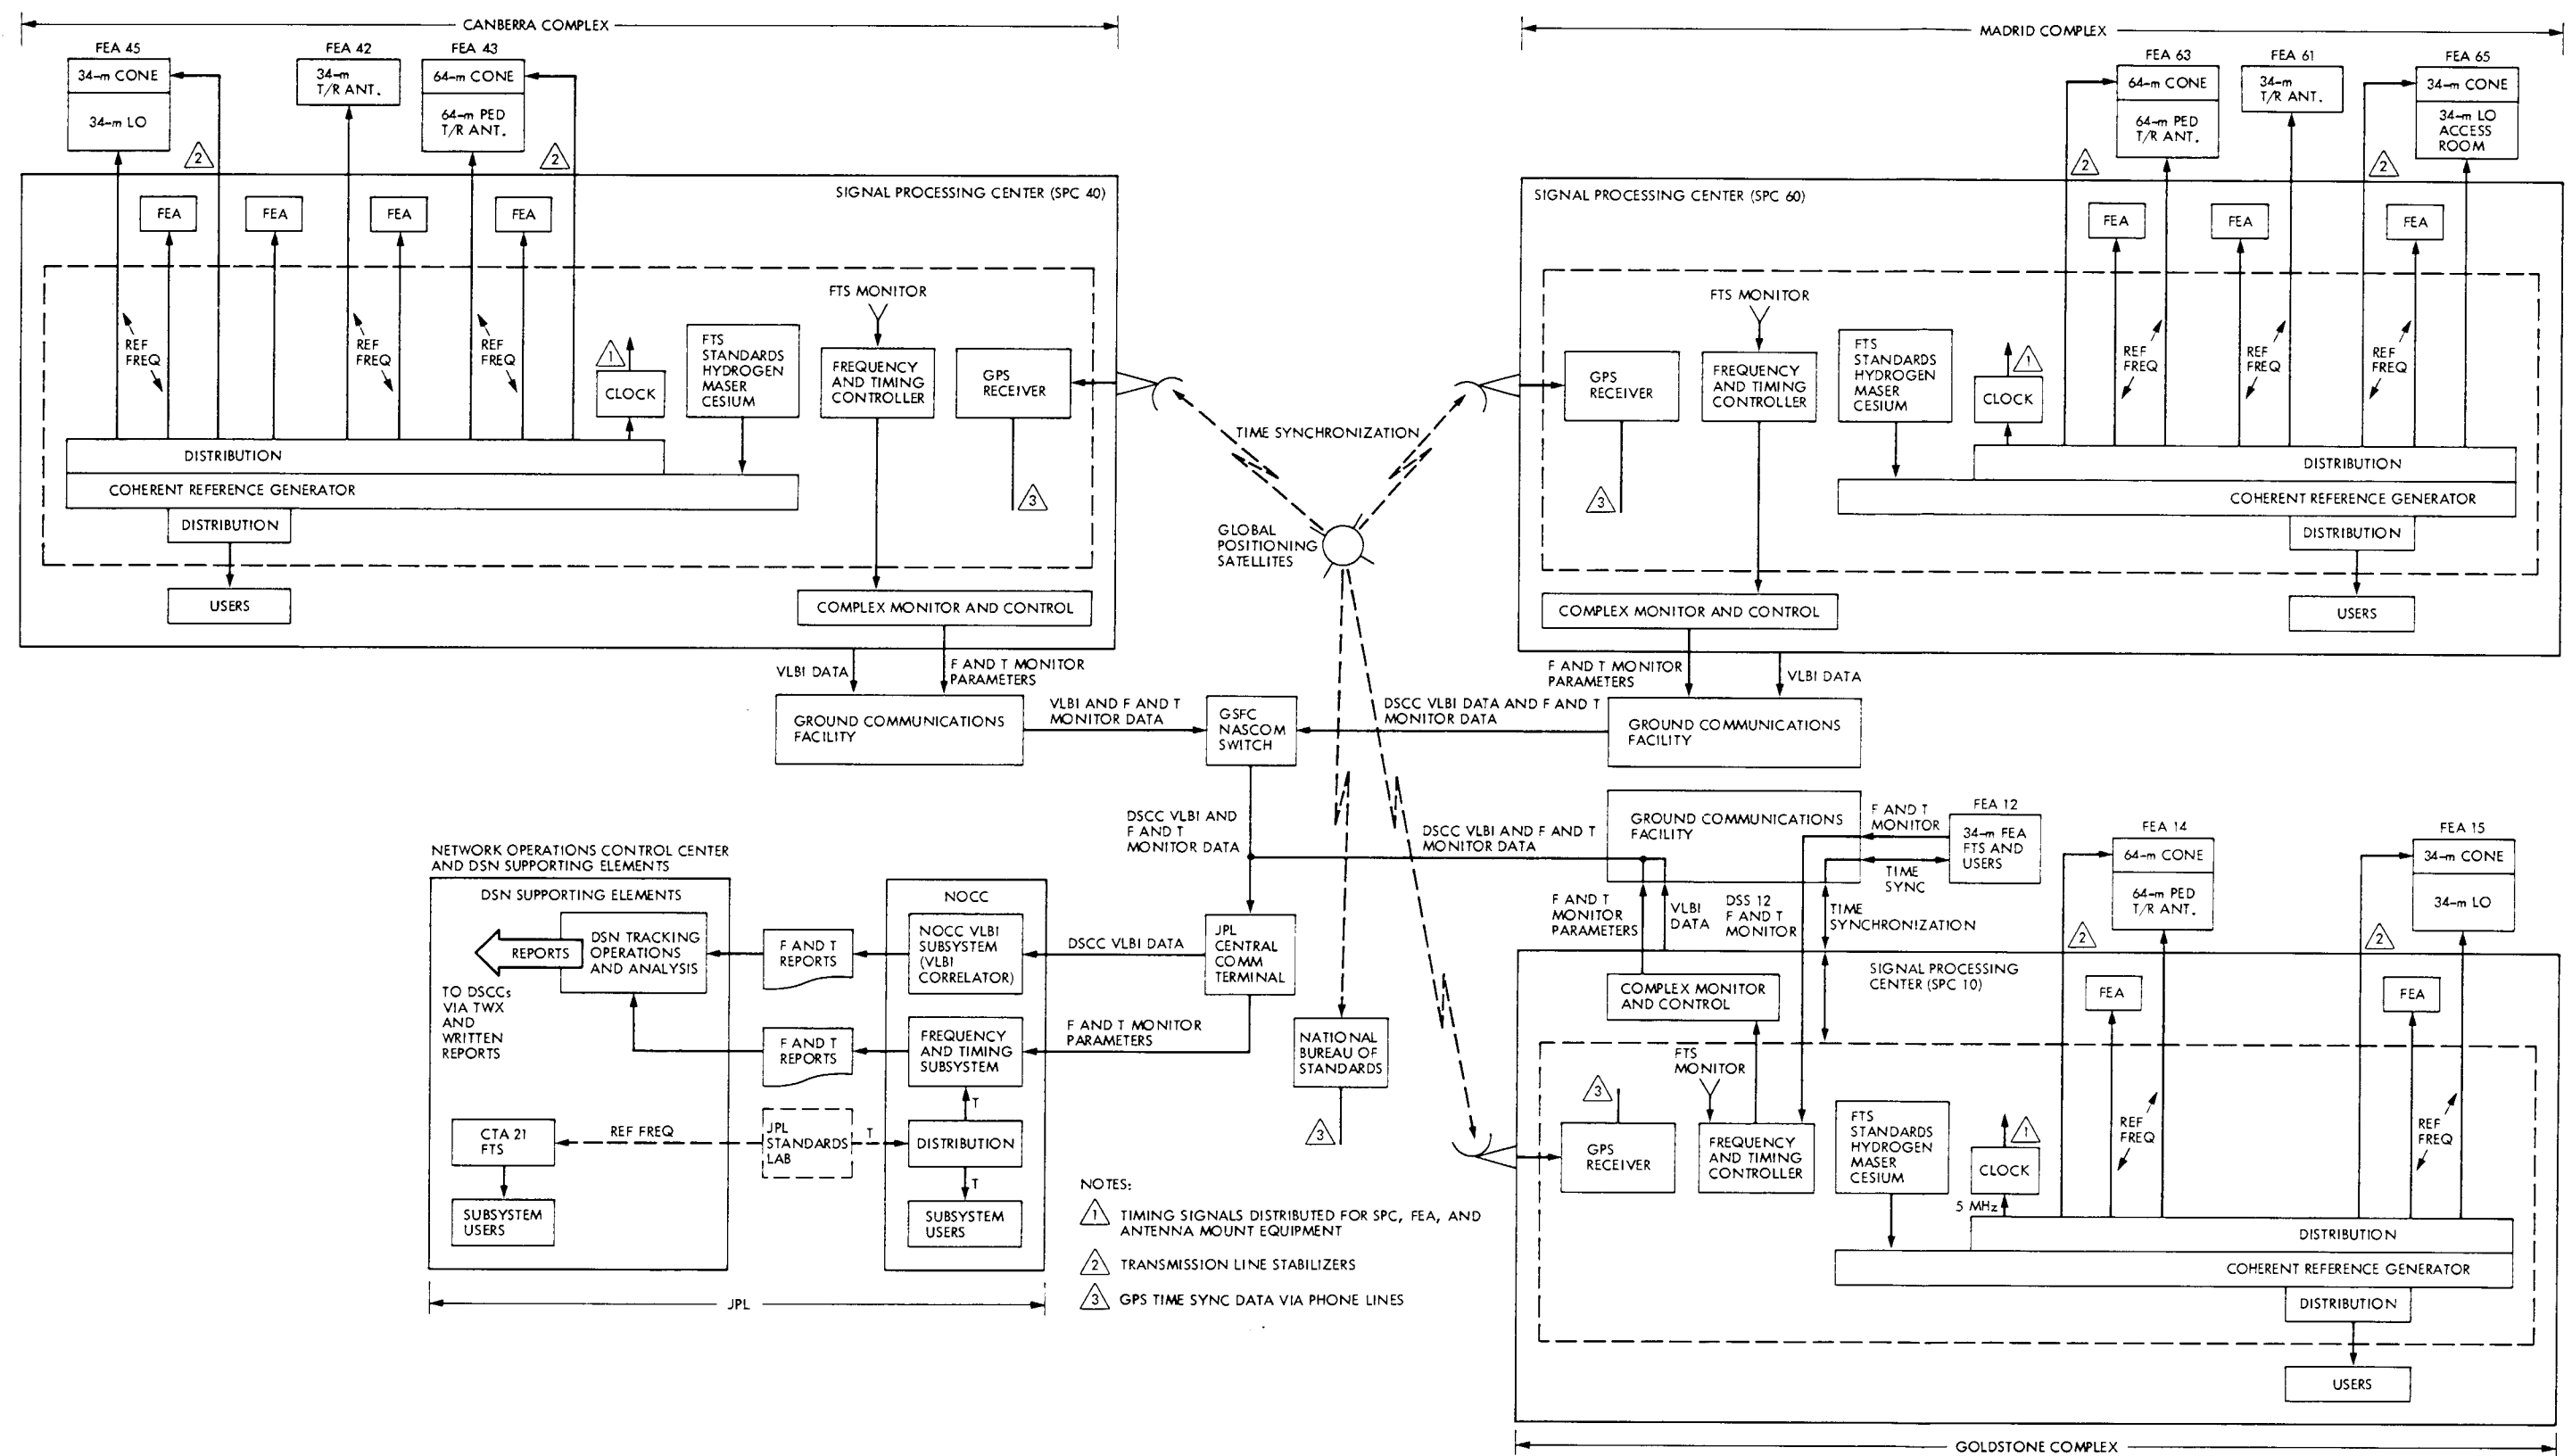 CANBERRA COMPLEX
FEA 45
34-m CONE
34-m LO
2
FEA 42
34-m
T/R ANT.
FEA 43
64-m CONE
64-m PED
T/R ANT.
2
SIGNAL PROCESSING CENTER (SPC 40)
FEA
FEA
FEA
FEA
REF
FREQ
REF
FREQ
REF
FREQ
1
CLOCK
FTS
STANDARDS
HYDROGEN
MASER
CESIUM
FTS MONITOR
FREQUENCY
AND TIMING
CONTROLLER
GPS
RECEIVER
3
DISTRIBUTION
COHERENT REFERENCE GENERATOR
DISTRIBUTION
USERS
COMPLEX MONITOR AND CONTROL
VLBI DATA
F AND T MONITOR
PARAMETERS
GROUND COMMUNICATIONS
FACILITY
VLBI AND F AND T
MONITOR DATA
GSFC
NASCOM
SWITCH
TIME SYNCHRONIZATION
GLOBAL
POSITIONING
SATELLITES
MADRID COMPLEX
FEA 63
64-m CONE
64-m PED
T/R ANT.
2
FEA 61
34-m
T/R ANT.
FEA 65
34-m CONE
34-m LO
ACCESS
ROOM
2
SIGNAL PROCESSING CENTER (SPC 60)
FEA
FEA
FEA
FTS MONITOR
GPS
RECEIVER
3
FREQUENCY
AND TIMING
CONTROLLER
FTS
STANDARDS
HYDROGEN
MASER
CESIUM
1
CLOCK
REF
FREQ
REF
FREQ
REF
FREQ
DISTRIBUTION
COHERENT REFERENCE GENERATOR
DISTRIBUTION
USERS
COMPLEX MONITOR AND CONTROL
F AND T MONITOR
PARAMETERS
VLBI DATA
DSCC VLBI DATA AND F AND T
MONITOR DATA
GROUND COMMUNICATIONS
FACILITY
DSCC VLBI AND
F AND T
MONITOR DATA
DSCC VLBI AND F AND T
MONITOR DATA
NETWORK OPERATIONS CONTROL CENTER
AND DSN SUPPORTING ELEMENTS
DSN SUPPORTING ELEMENTS
REPORTS
DSN TRACKING
OPERATIONS
AND ANALYSIS
TO DSCCs
VIA TWX
AND
WRITTEN
REPORTS
F AND T
REPORTS
F AND T
REPORTS
NOCC
NOCC VLBI
SUBSYSTEM
(VLBI
CORRELATOR)
DSCC VLBI DATA
JPL
CENTRAL
COMM
TERMINAL
FREQUENCY
AND TIMING
SUBSYSTEM
F AND T MONITOR
PARAMETERS
T
CTA 21
FTS
REF FREQ
JPL
STANDARDS
LAB
T
DISTRIBUTION
T
SUBSYSTEM
USERS
SUBSYSTEM
USERS
JPL
NATIONAL
BUREAU OF
STANDARDS
3
NOTES:
1 TIMING SIGNALS DISTRIBUTED FOR SPC, FEA, AND
ANTENNA MOUNT EQUIPMENT
2 TRANSMISSION LINE STABILIZERS
3 GPS TIME SYNC DATA VIA PHONE LINES
GROUND COMMUNICATIONS
FACILITY
F AND T
MONITOR
FEA 12
34-m FEA
FTS AND
USERS
TIME
SYNC
F AND T
MONITOR
PARAMETERS
VLBI
DATA
DSS 12
F AND T
MONITOR
TIME
SYNCHRONIZATION
FEA 14
64-m CONE
64-m PED
T/R ANT.
2
FEA 15
34-m CONE
34-m LO
2
SIGNAL PROCESSING
CENTER (SPC 10)
COMPLEX MONITOR
AND CONTROL
FEA
FEA
FTS
MONITOR
3
GPS
RECEIVER
FREQUENCY
AND TIMING
CONTROLLER
FTS
STANDARDS
HYDROGEN
MASER
CESIUM
1
CLOCK
5 MHz
REF
FREQ
REF
FREQ
DISTRIBUTION
COHERENT REFERENCE GENERATOR
DISTRIBUTION
USERS
GOLDSTONE COMPLEX